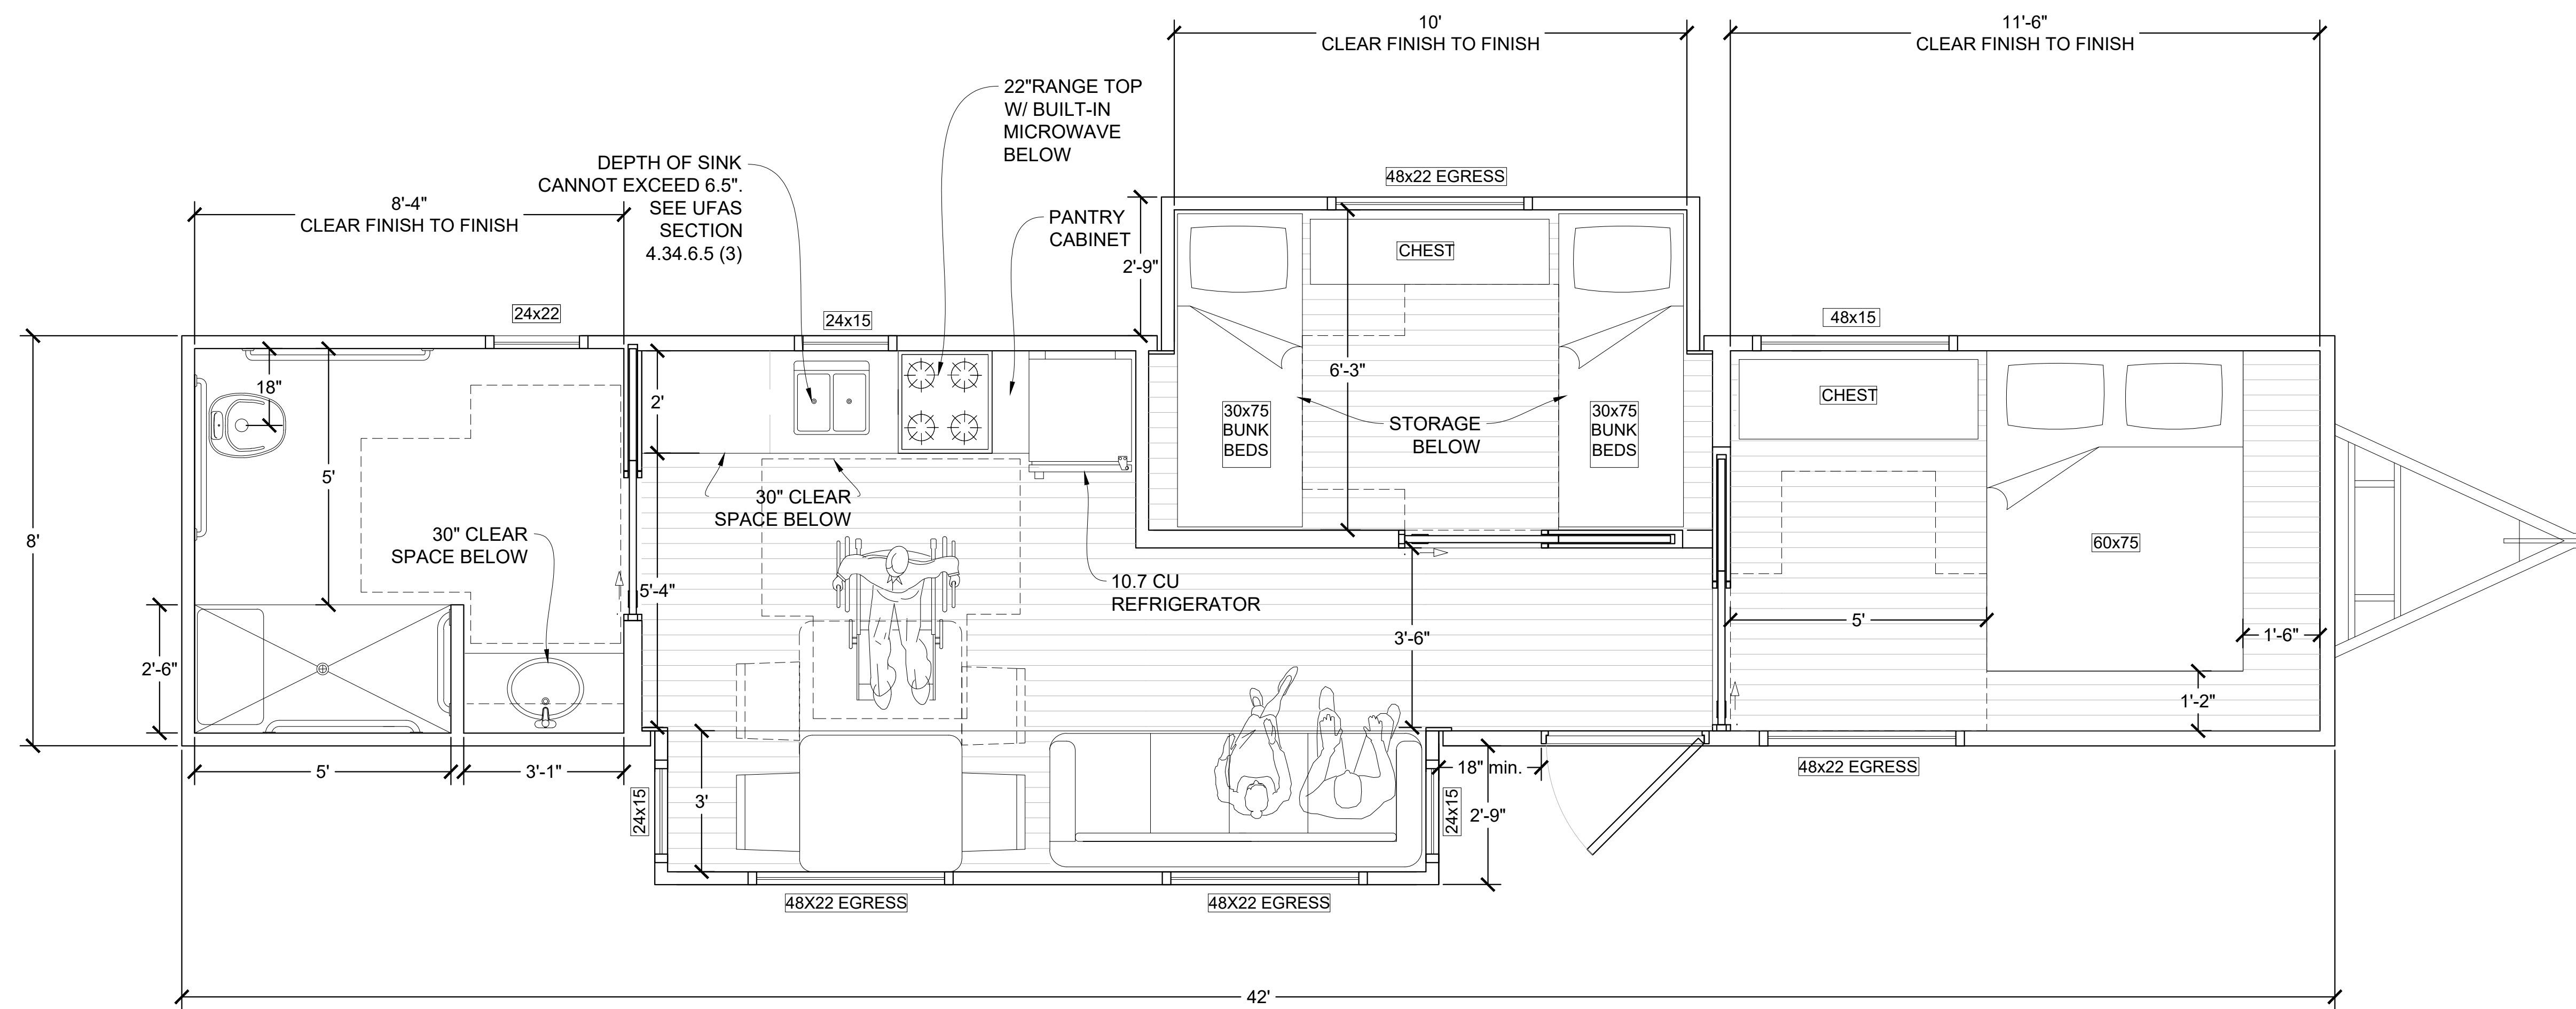 10'
CLEAR FINISH TO FINISH
11'-6"
CLEAR FINISH TO FINISH
22"RANGE TOP
W/ BUILT-IN
MICROWAVE
BELOW
DEPTH OF SINK
CANNOT EXCEED 6.5".
SEE UFAS
SECTION
4.34.6.5 (3)
48x22 EGRESS
8'-4"
CLEAR FINISH TO FINISH
PANTRY
CABINET
2'-9"
CHEST
24x22
24x15
48x15
18"
2'
6'-3"
CHEST
30x75
BUNK
BEDS
STORAGE
BELOW
30x75
BUNK
BEDS
5'
30" CLEAR
SPACE BELOW
30" CLEAR
SPACE BELOW
8'
60x75
5'-4"
10.7 CU
REFRIGERATOR
3'-6"
5'
1'-6"
2'-6"
1'-2"
5'
3'-1"
24x15
3'
18" min.
24x15
2'-9"
48x22 EGRESS
48X22 EGRESS
48X22 EGRESS
42'